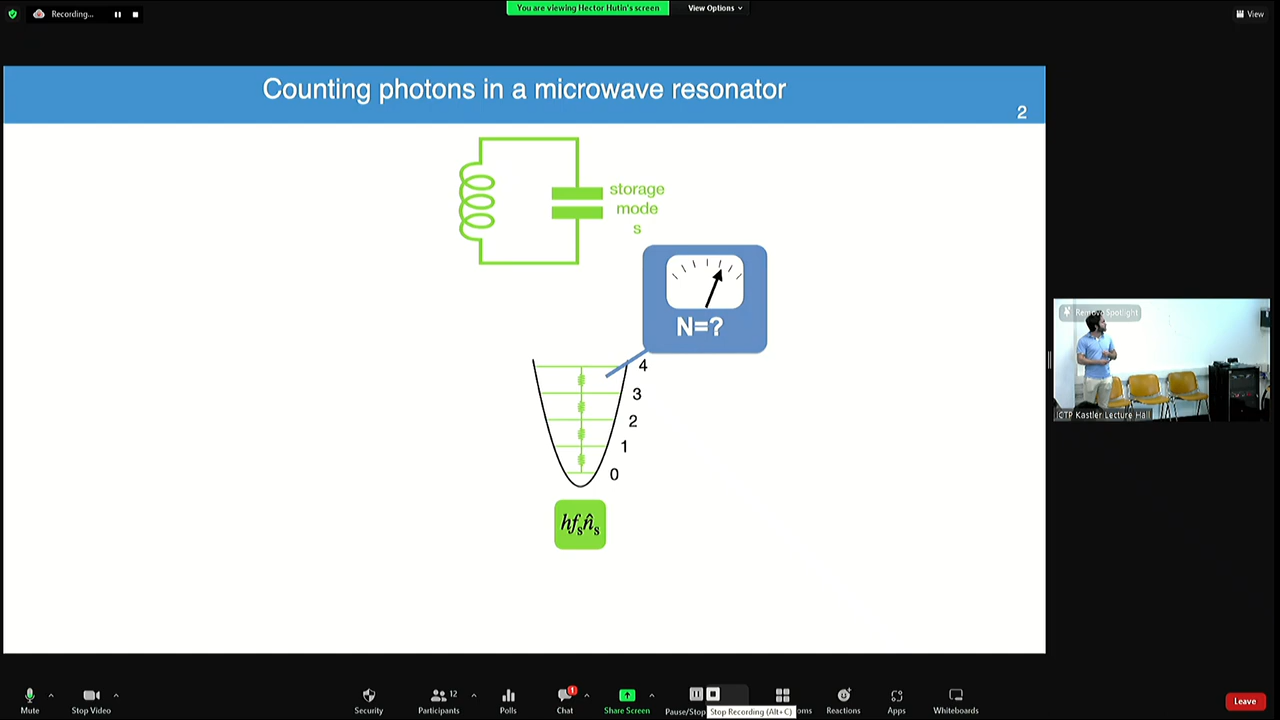 Recording...
You are viewing Hector Hutin's screen
View Options
View
Counting photons in a microwave resonator
2
storage
mode
s
N=?
4
3
2
1
0
hfₛn̂ₛ
Remove Spotlight
ICTP Kastler Lecture Hall
Mute
Stop Video
Security
12
Participants
Polls
1
Chat
Share Screen
Pause/Stop
Stop Recording (Alt+C)
oms
Reactions
Apps
Whiteboards
Leave